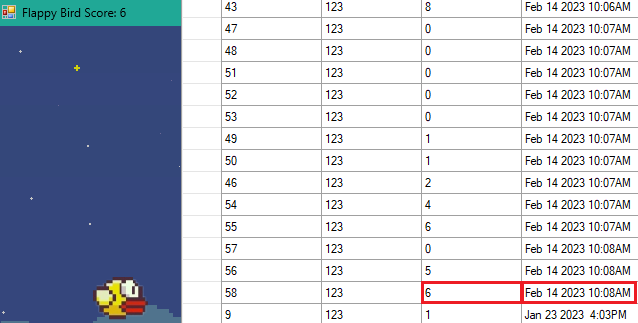 Flappy Bird Score: 6
43 123 8 Feb 14 2023 10:06AM
47 123 0 Feb 14 2023 10:07AM
48 123 0 Feb 14 2023 10:07AM
51 123 0 Feb 14 2023 10:07AM
52 123 0 Feb 14 2023 10:07AM
53 123 0 Feb 14 2023 10:07AM
49 123 1 Feb 14 2023 10:07AM
50 123 1 Feb 14 2023 10:07AM
46 123 2 Feb 14 2023 10:07AM
54 123 4 Feb 14 2023 10:07AM
55 123 6 Feb 14 2023 10:07AM
57 123 0 Feb 14 2023 10:08AM
56 123 5 Feb 14 2023 10:08AM
58 123 6 Feb 14 2023 10:08AM
9 123 1 Jan 23 2023 4:03PM